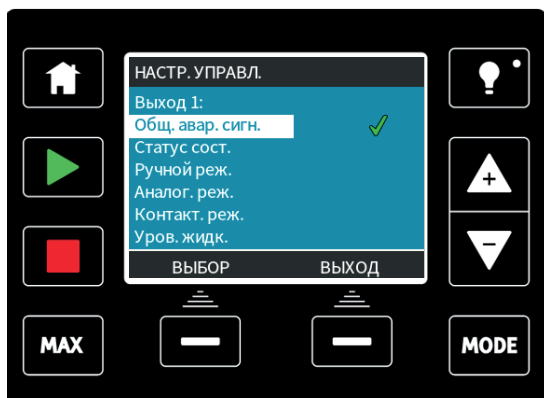 НАСТР. УПРАВЛ.
Выход 1:
Общ. авар. сигн.
Статус сост.
Ручной реж.
Аналог. реж.
Контакт. реж.
Уров. жидк.
ВЫБОР ВЫХОД
MAX
MODE